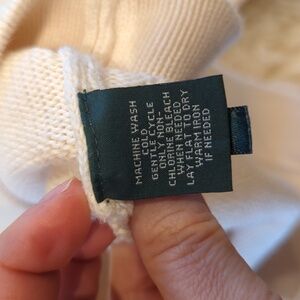 MACHINE WASH
COLD
GENTLE CYCLE
ONLY NON-
CHLORINE BLEACH
WHEN NEEDED
LAY FLAT TO DRY
WARM IRON
IF NEEDED